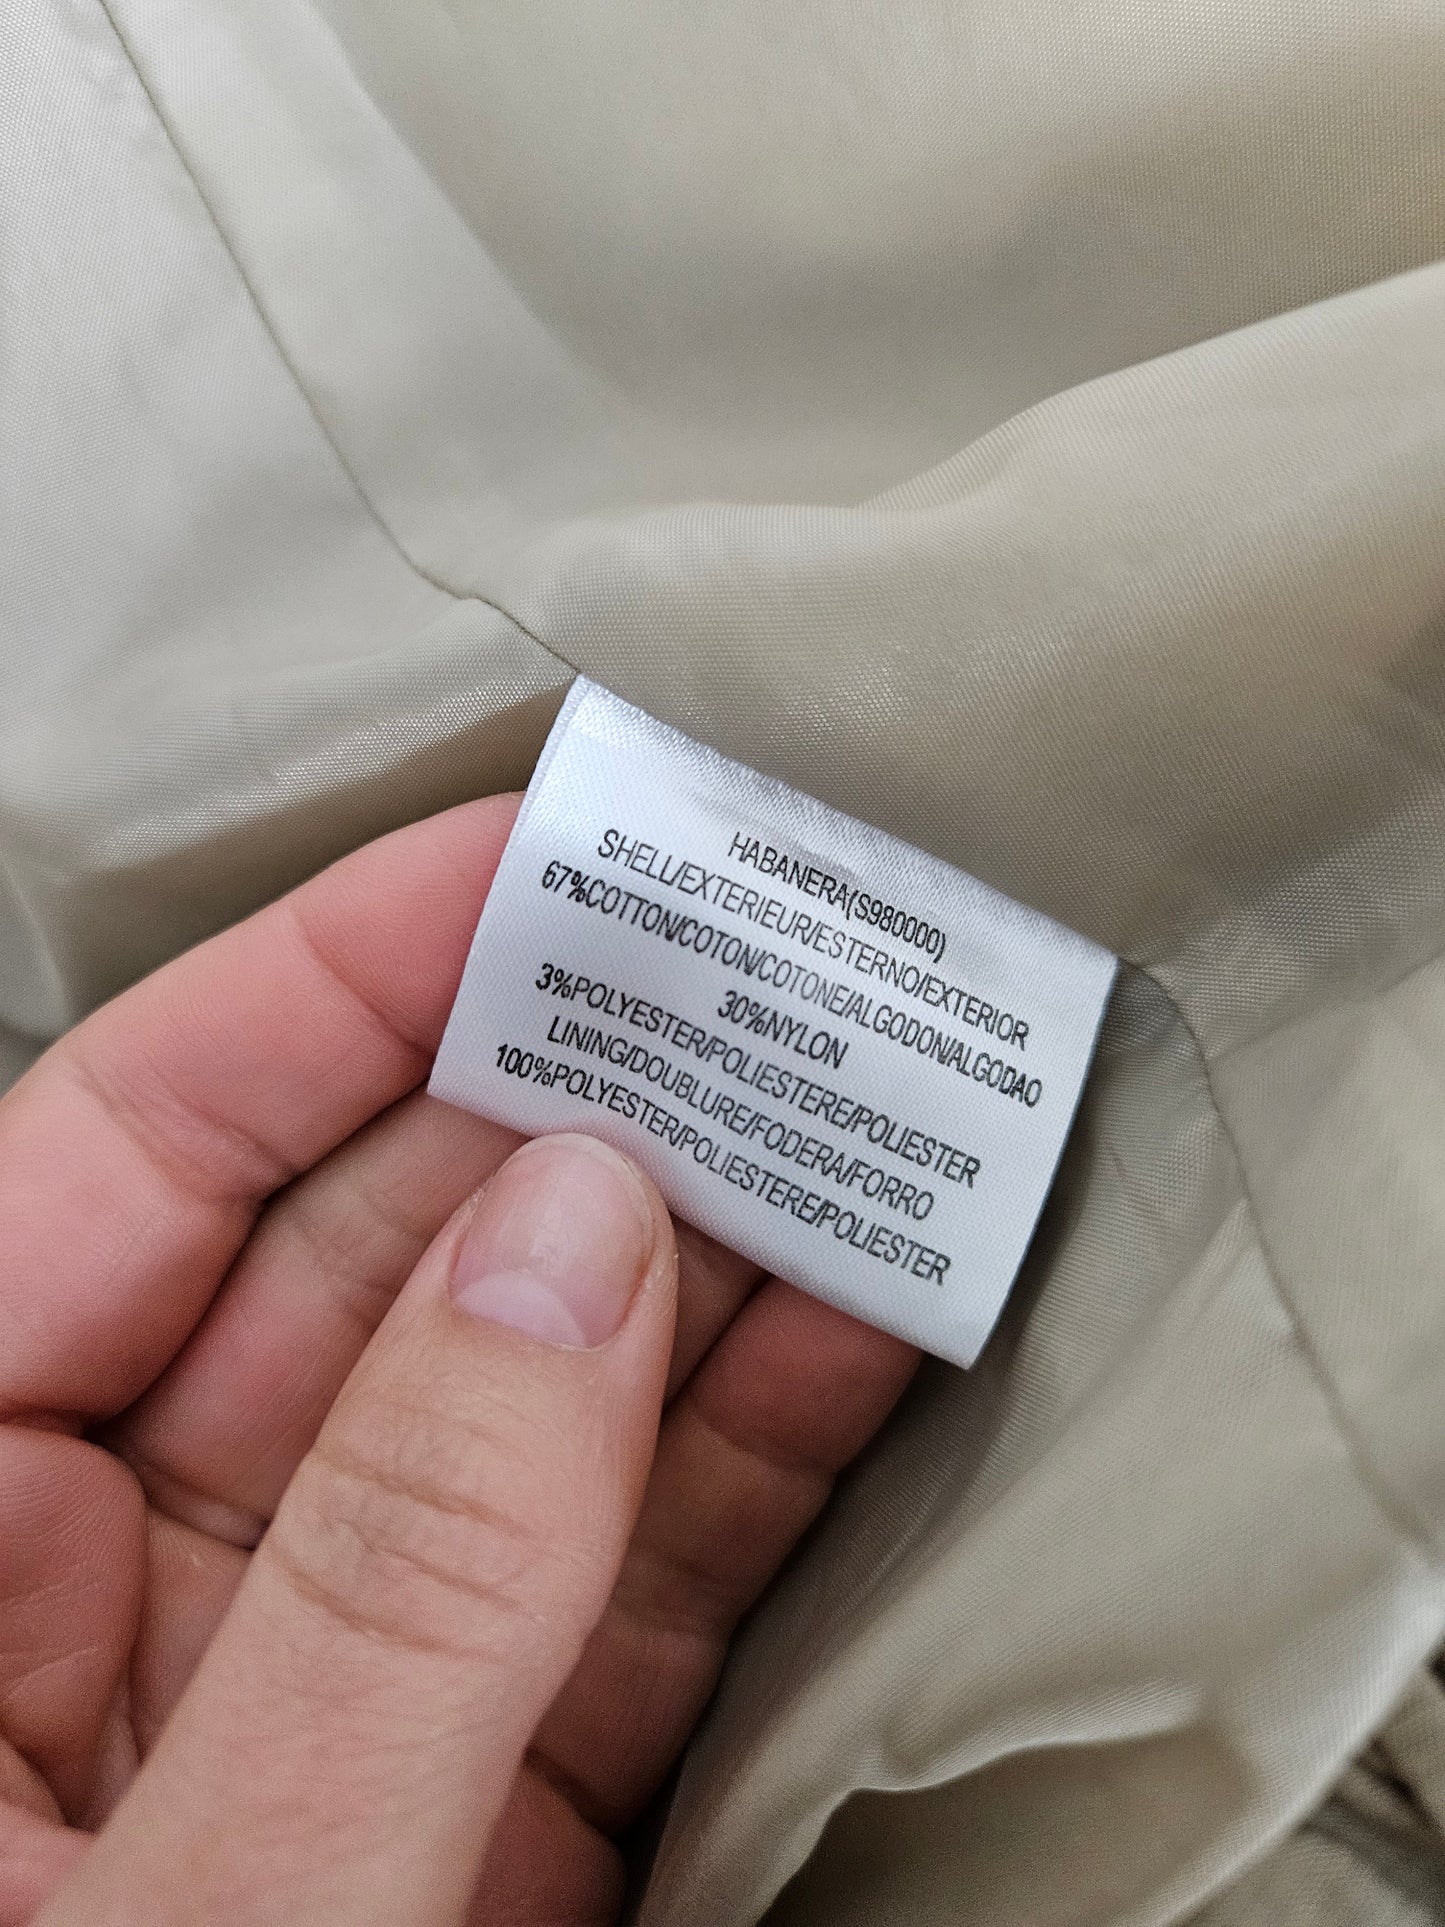 HABANERA(S980000)
SHELL/EXTERIEUR/ESTERNO/EXTERIOR
67%COTTON/COTON/COTONE/ALGODON/ALGODAO
30%NYLON
3%POLYESTER/POLIESTERE/POLIESTER
LINING/DOUBLURE/FODERA/FORRO
100%POLYESTER/POLIESTERE/POLIESTER